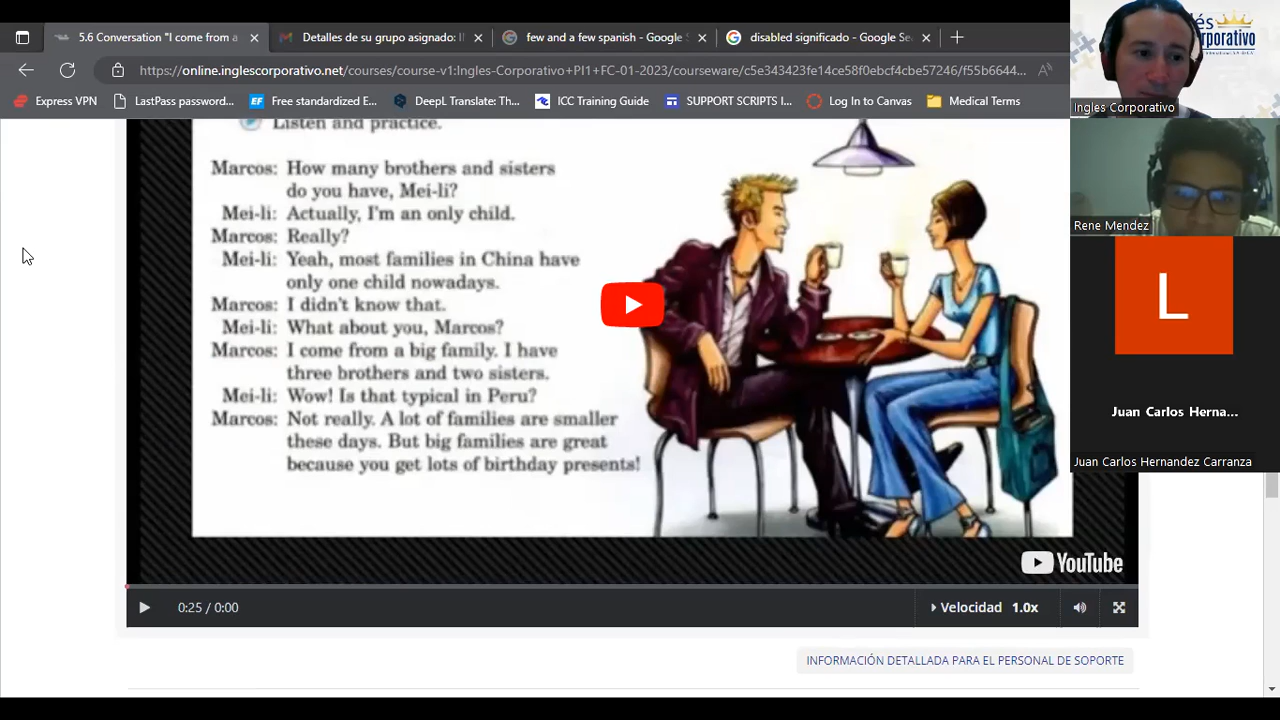 5.6 Conversation "I come from a
Detalles de su grupo asignado: I
few and a few spanish - Google S
disabled significado - Google Sea
https://online.inglescorporativo.net/courses/course-v1:Ingles-Corporativo+PI1+FC-01-2023/courseware/c5e343423fe14ce58f0ebcf4cbe57246/f55b6644...
Express VPN
LastPass password...
EF Free standardized E...
DeepL Translate: Th...
ICC Training Guide
SUPPORT SCRIPTS I...
Log In to Canvas
Medical Terms
Listen and practice.
Marcos: How many brothers and sisters
do you have, Mei-li?
Mei-li: Actually, I'm an only child.
Marcos: Really?
Mei-li: Yeah, most families in China have
only one child nowadays.
Marcos: I didn't know that.
Mei-li: What about you, Marcos?
Marcos: I come from a big family. I have
three brothers and two sisters.
Mei-li: Wow! Is that typical in Peru?
Marcos: Not really. A lot of families are smaller
these days. But big families are great
because you get lots of birthday presents!
YouTube
0:25 / 0:00
Velocidad 1.0x
INFORMACIÓN DETALLADA PARA EL PERSONAL DE SOPORTE
Ingles Corporativo
Rene Mendez
L
Juan Carlos Herna...
Juan Carlos Hernandez Carranza